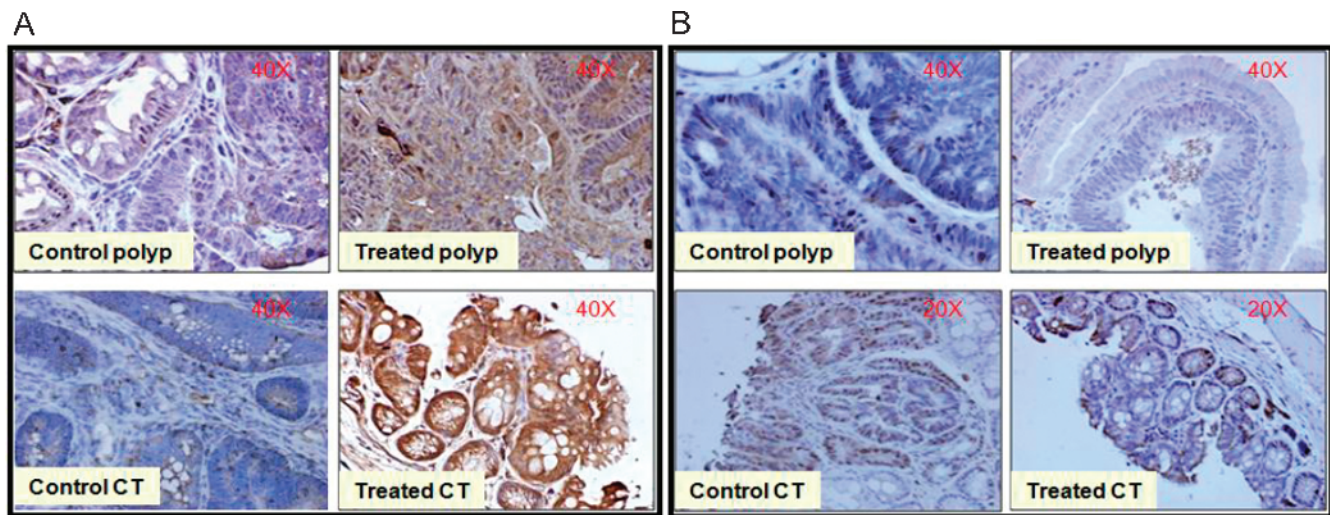 A
B
40X
40X
40X
40X
Control polyp
Treated polyp
Control polyp
Treated polyp
40X
40X
20X
20X
Control CT
Treated CT
Control CT
Treated CT